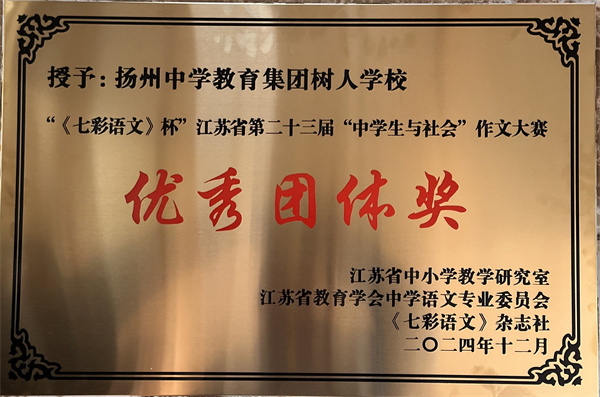 授予：扬州中学教育集团树人学校
“《七彩语文》杯”江苏省第二十三届“中学生与社会”作文大赛
优秀团体奖
江苏省中小学教学研究室
江苏省教育学会中学语文专业委员会
《七彩语文》杂志社
二〇二四年十二月